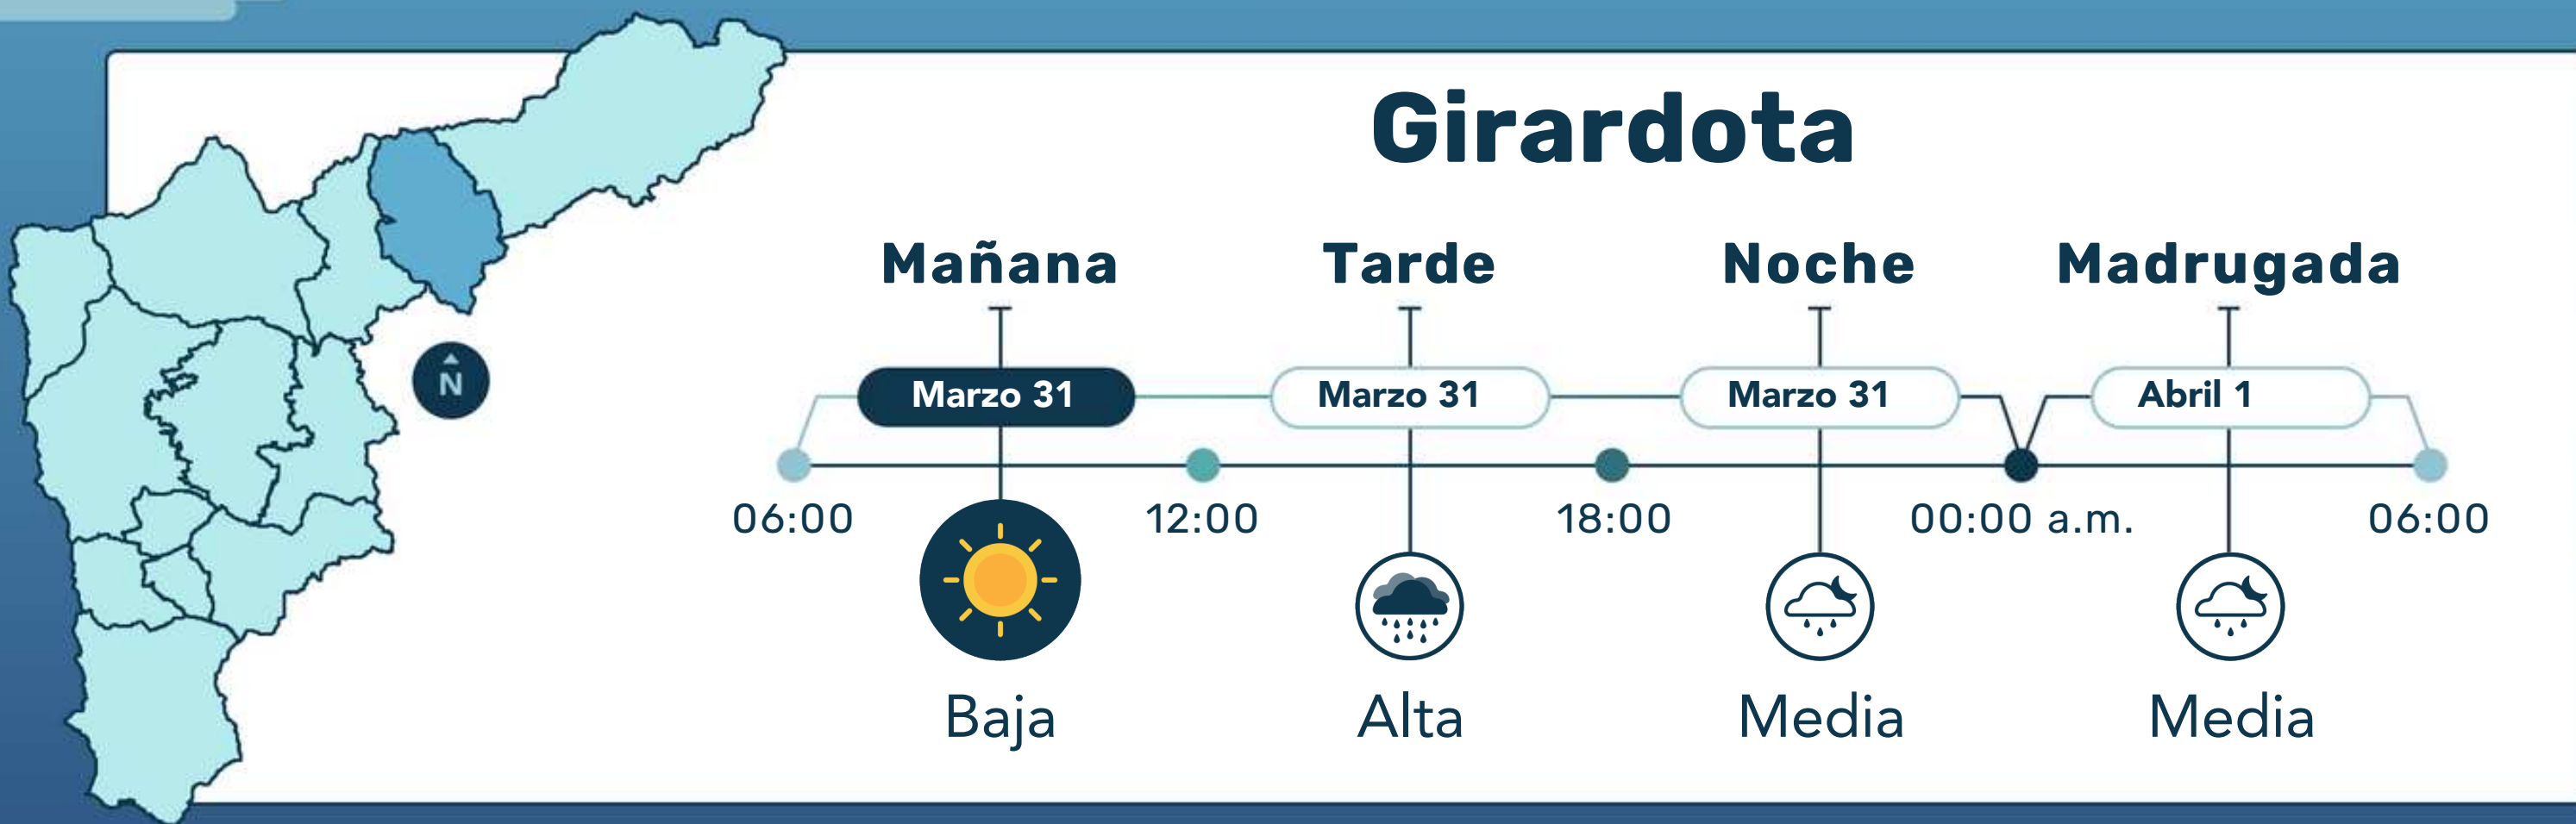 Girardota
Mañana Tarde Noche Madrugada
N
Marzo 31 Marzo 31 Marzo 31 Abril 1
06:00 12:00 18:00 00:00 a.m. 06:00
Baja Alta Media Media